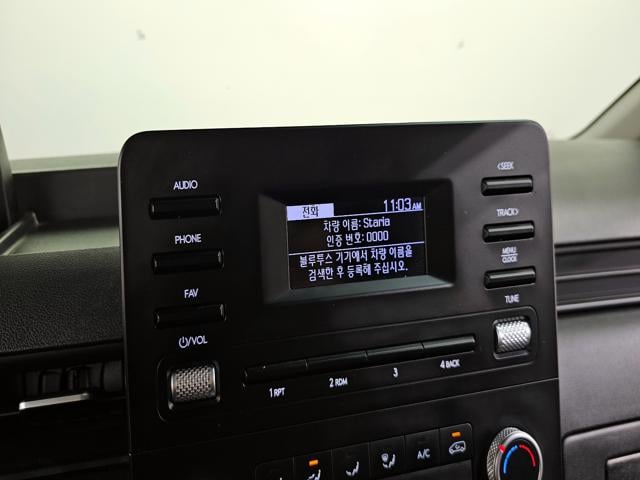 AUDIO
PHONE
FAV
⏻/VOL
전화 11:03 AM
차량 이름: Staria
인증 번호: 0000
블루투스 기기에서 차량 이름을
검색한 후 등록해 주십시오.
<SEEK
TRACK>
MENU
CLOCK
TUNE
1 RPT
2 RDM
3
4 BACK
A/C